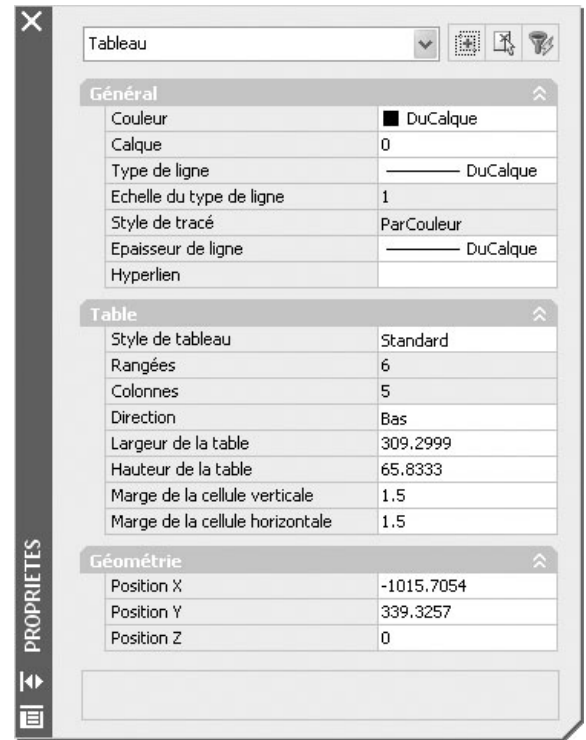 Tableau
Général
Couleur DuCalque
Calque 0
Type de ligne DuCalque
Echelle du type de ligne 1
Style de tracé ParCouleur
Epaisseur de ligne DuCalque
Hyperlien
Table
Style de tableau Standard
Rangées 6
Colonnes 5
Direction Bas
Largeur de la table 309.2999
Hauteur de la table 65.8333
Marge de la cellule verticale 1.5
Marge de la cellule horizontale 1.5
Géométrie
Position X -1015.7054
Position Y 339.3257
Position Z 0
PROPRIETES